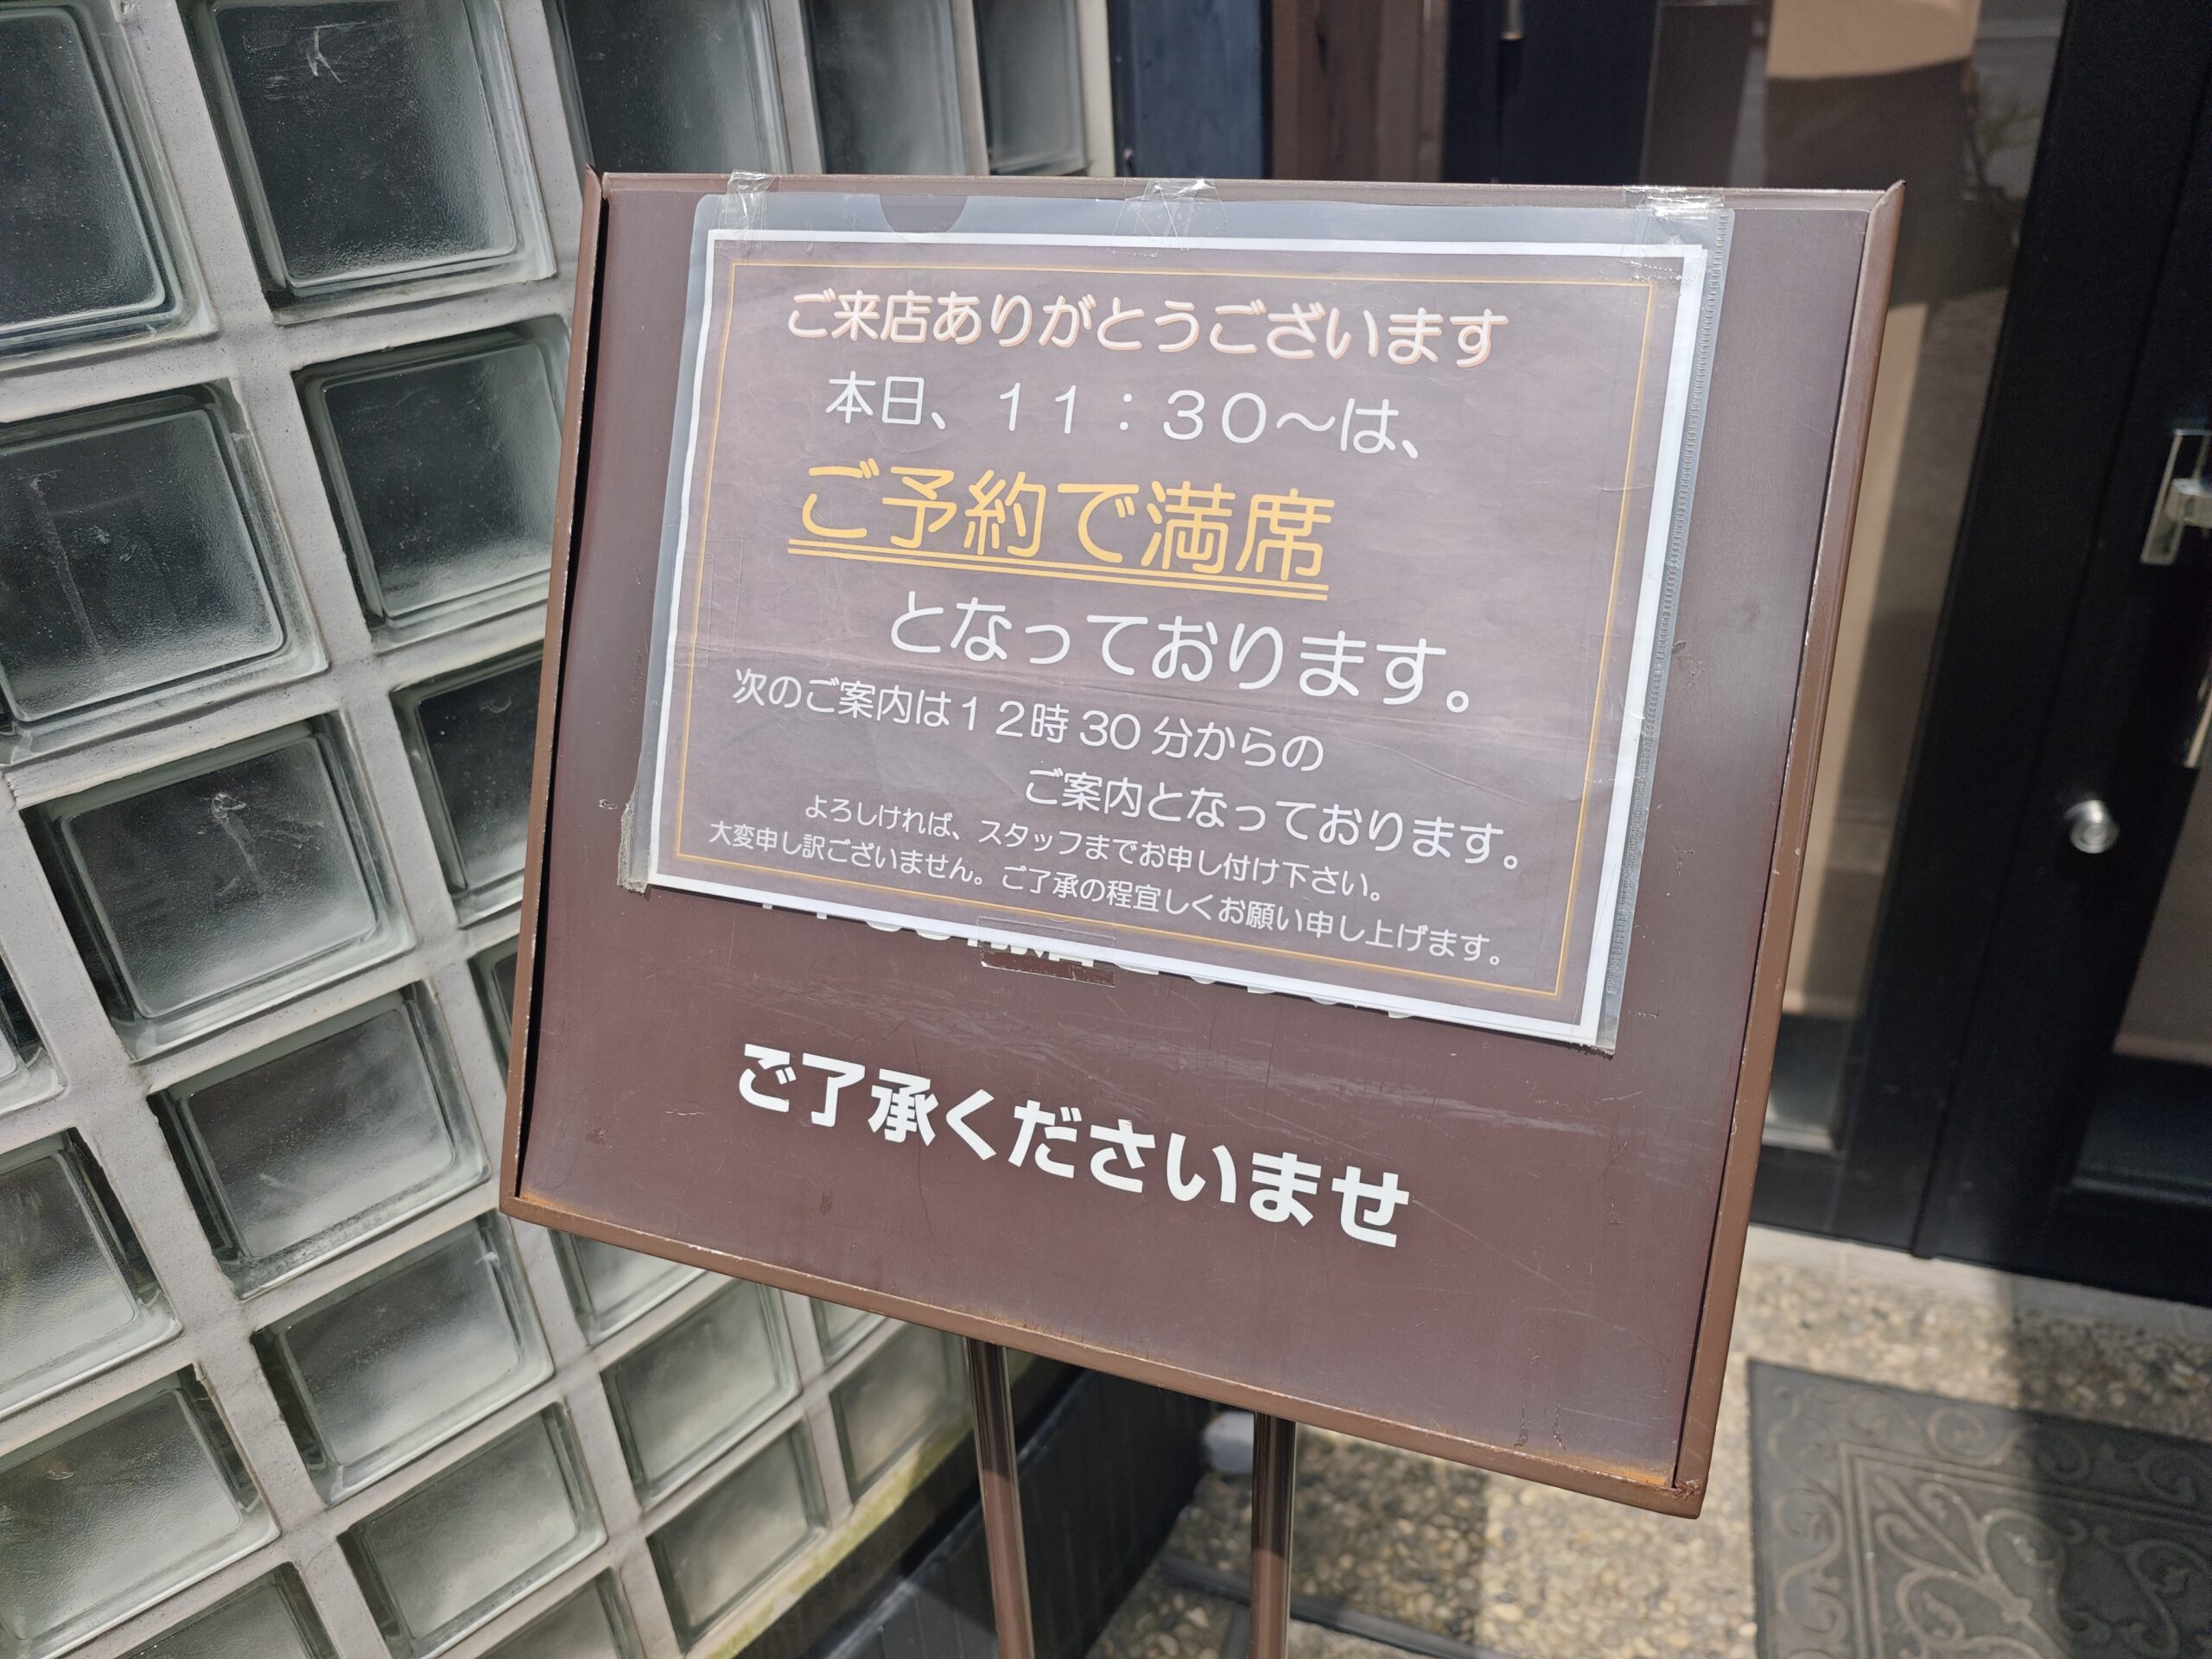 ご来店ありがとうございます
本日、１１：３０～は、
ご予約で満席
となっております。
次のご案内は１２時30分からの
ご案内となっております。
よろしければ、スタッフまでお申し付け下さい。
大変申し訳ございません。ご了承の程宜しくお願い申し上げます。
ご了承くださいませ